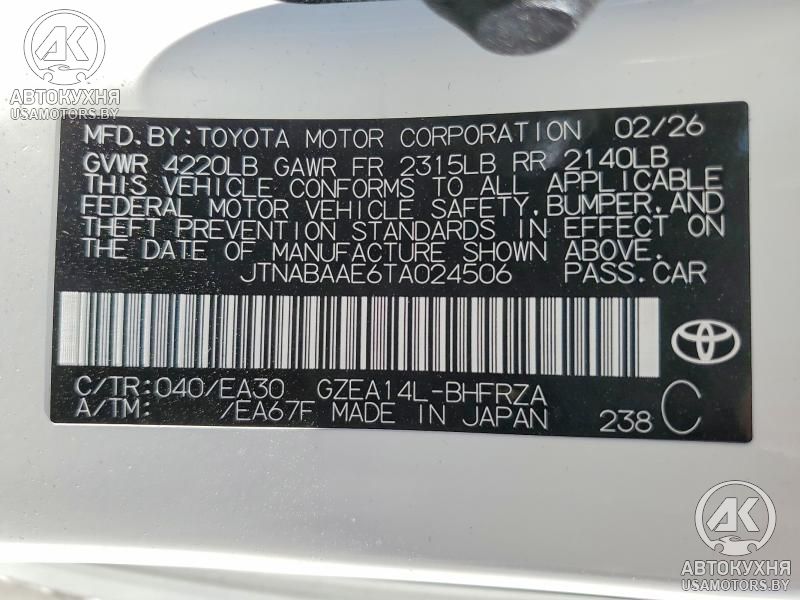 AK
АВТОКУХНЯ
USAMOTORS.BY
MFD.BY:TOYOTA MOTOR CORPORATION 02/26
GVWR 4220LB GAWR FR 2315LB RR 2140LB
THIS VEHICLE CONFORMS TO ALL APPLICABLE
FEDERAL MOTOR VEHICLE SAFETY,BUMPER,AND
THEFT PREVENTION STANDARDS IN EFFECT ON
THE DATE OF MANUFACTURE SHOWN ABOVE.
JTNABAAE6TA024506 PASS.CAR
C/TR:040/EA30 GZEA14L-BHFRZA
A/TM: /EA67F MADE IN JAPAN 238 C
AK
АВТОКУХНЯ
USAMOTORS.BY